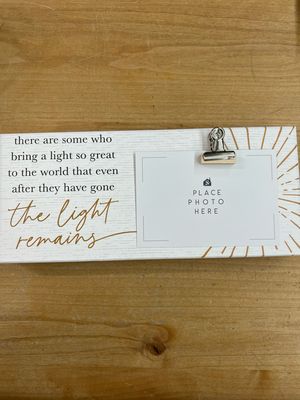 there are some who
bring a light so great
to the world that even
after they have gone
the light
remains
PLACE
PHOTO
HERE